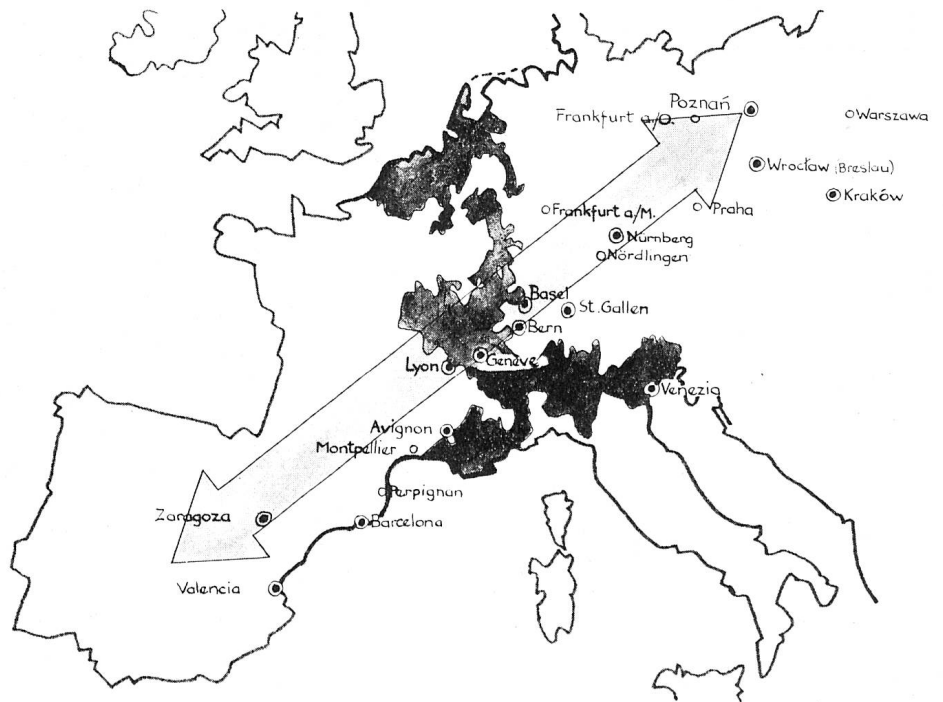 Poznań
Frankfurt a/O.
Warszawa
Wrocław (Breslau)
Kraków
Frankfurt a/M.
Praha
Nürnberg
Nördlingen
Basel
St. Gallen
Bern
Genève
Lyon
Venezia
Avignon
Montpellier
Perpignan
Zaragoza
Barcelona
Valencia